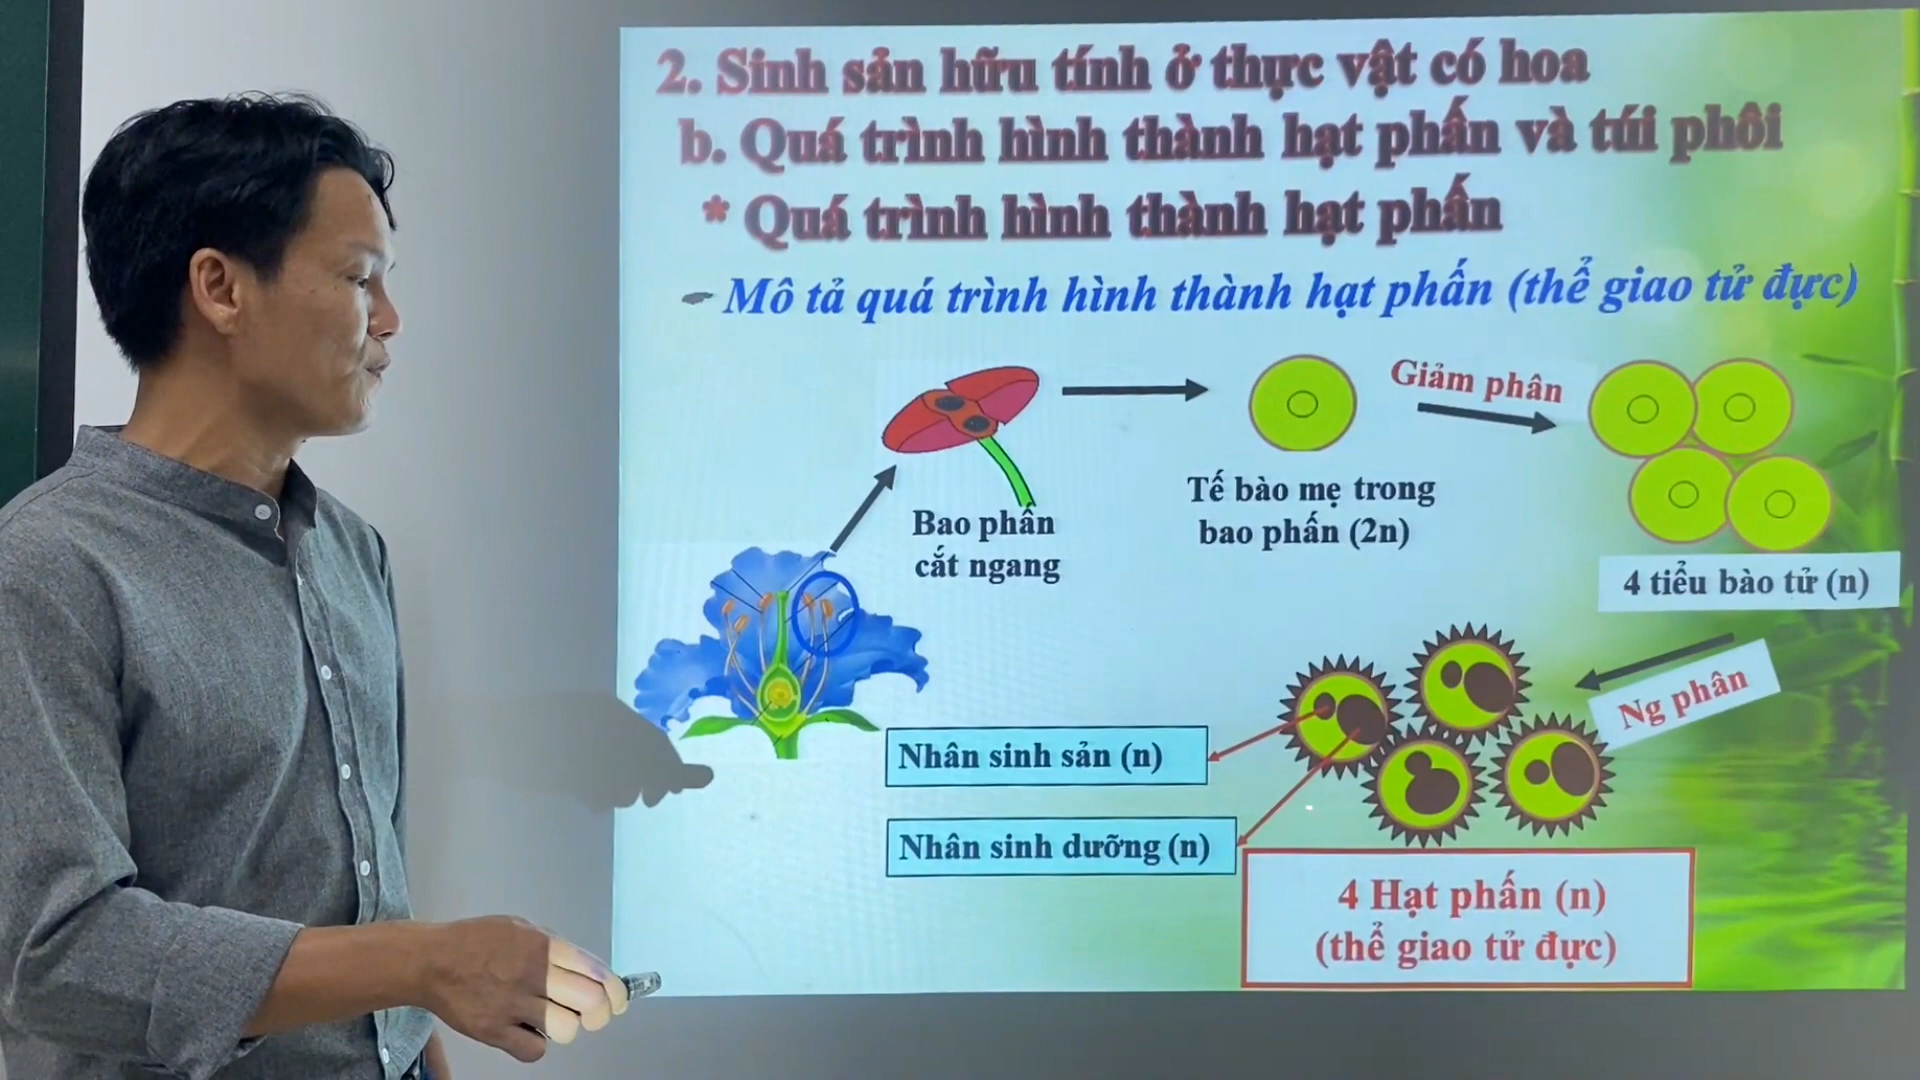 2. Sinh sản hữu tính ở thực vật có hoa
b. Quá trình hình thành hạt phấn và túi phôi
* Quá trình hình thành hạt phấn
- Mô tả quá trình hình thành hạt phấn (thể giao tử đực)
Giảm phân
Bao phấn
cắt ngang
Tế bào mẹ trong
bao phấn (2n)
4 tiểu bào tử (n)
Ng phân
Nhân sinh sản (n)
Nhân sinh dưỡng (n)
4 Hạt phấn (n)
(thể giao tử đực)